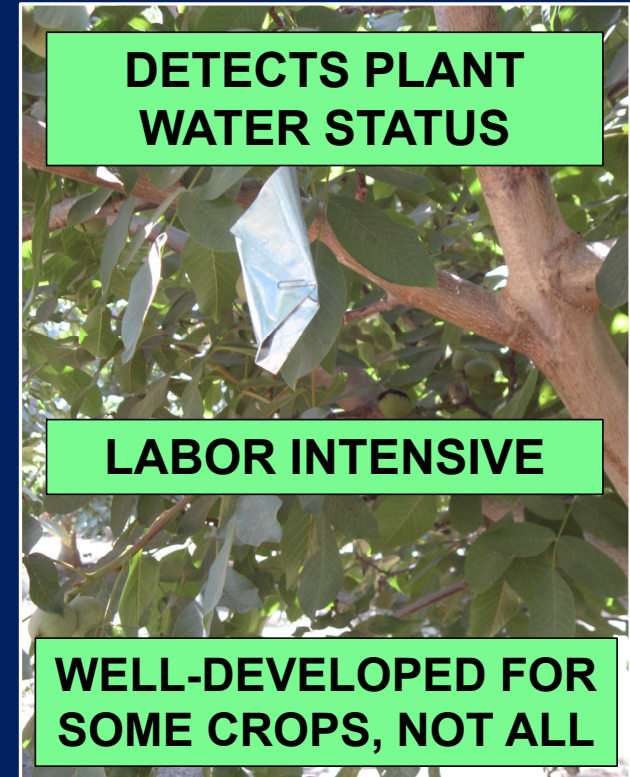 DETECTS PLANT
WATER STATUS
LABOR INTENSIVE
WELL-DEVELOPED FOR
SOME CROPS, NOT ALL